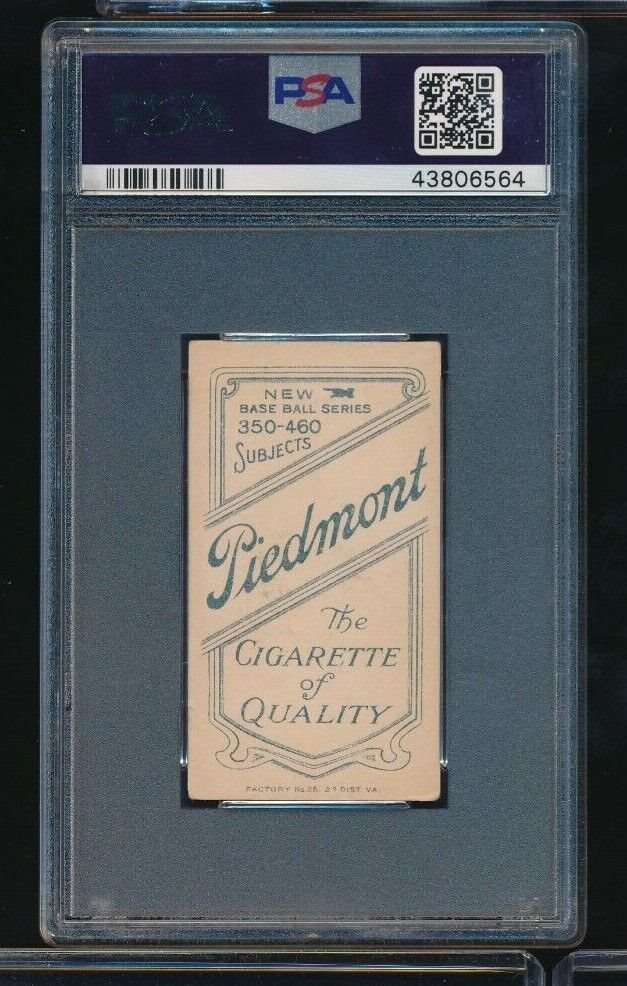 PSA
PSA
43806564
NEW
BASE BALL SERIES
350-460
SUBJECTS
Piedmont
The
CIGARETTE
of
QUALITY
FACTORY No. 25, 2D DIST. VA.